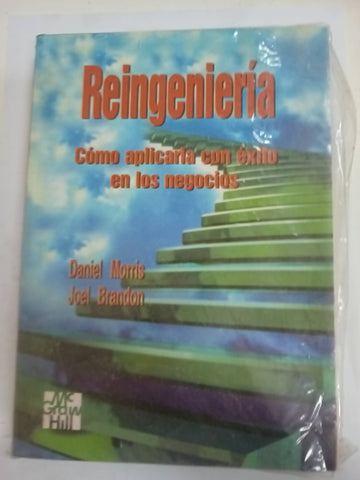 Reingeniería
Cómo aplicarla con éxito
en los negocios
Daniel Morris
Joel Brandon
Mc
Graw
Hill